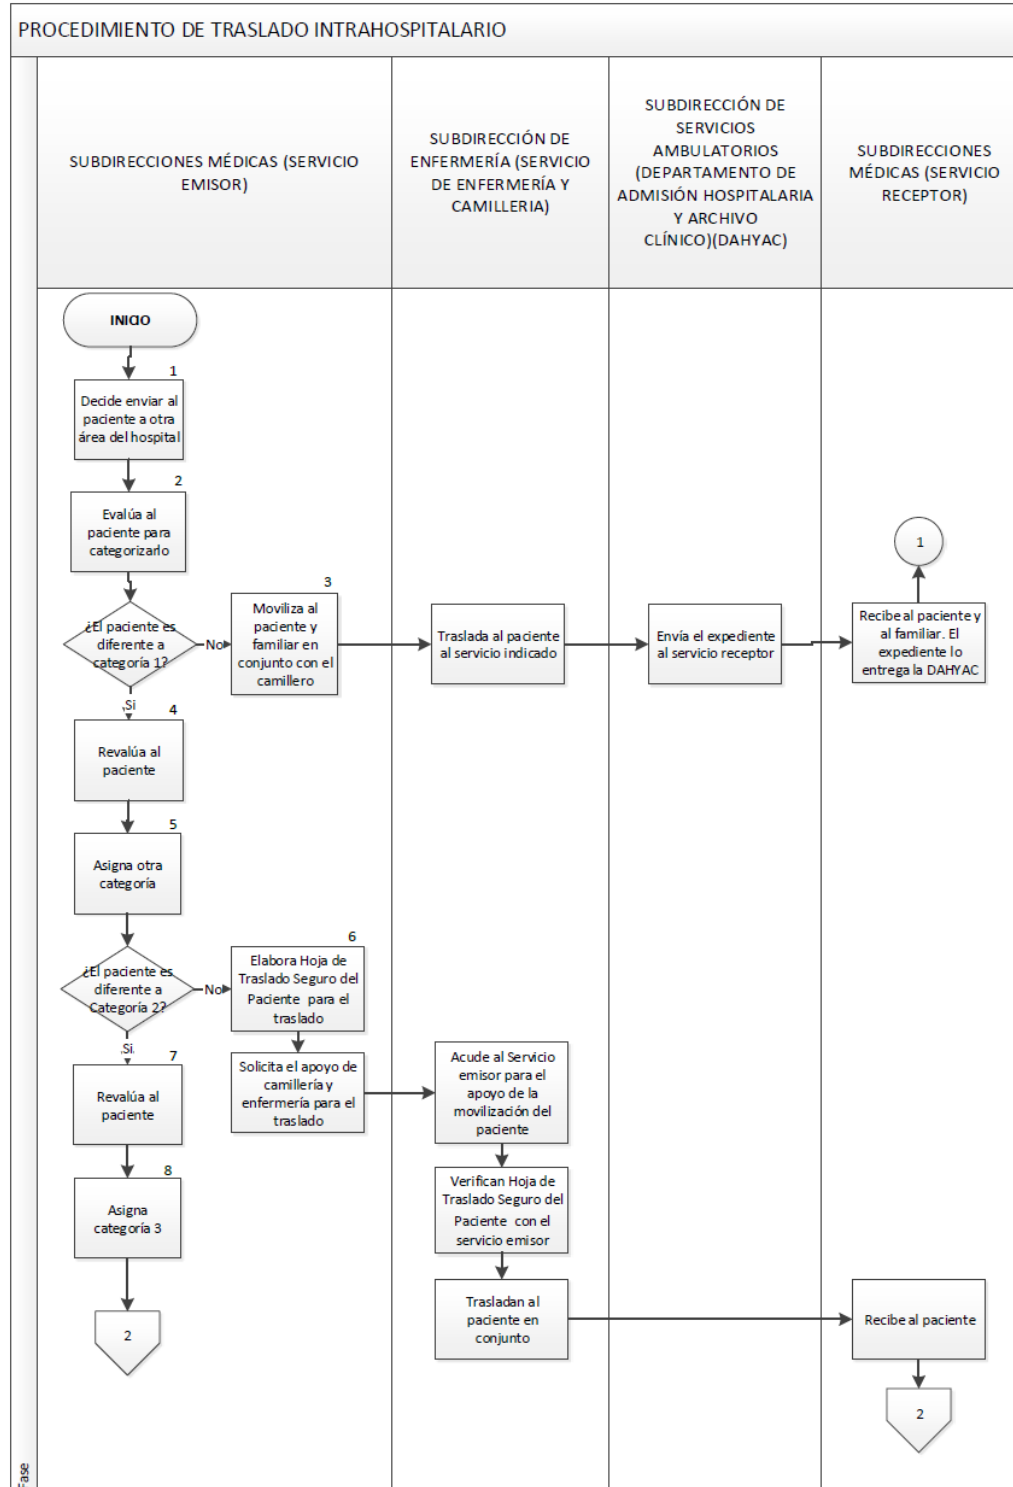 PROCEDIMIENTO DE TRASLADO INTRAHOSPITALARIO
SUBDIRECCIONES MÉDICAS (SERVICIO
EMISOR)
SUBDIRECCIÓN DE
ENFERMERÍA (SERVICIO
DE ENFERMERÍA Y
CAMILLERIA)
SUBDIRECCIÓN DE
SERVICIOS
AMBULATORIOS
(DEPARTAMENTO DE
ADMISIÓN HOSPITALARIA
Y ARCHIVO
CLÍNICO)(DAHYAC)
SUBDIRECCIONES
MÉDICAS (SERVICIO
RECEPTOR)
INICIO
1
Decide enviar al
paciente a otra
área del hospital
2
Evalúa al
paciente para
categorizarlo
¿El paciente es
diferente a
categoría 1?
No
3
Moviliza al
paciente y
familiar en
conjunto con el
camillero
Traslada al paciente
al servicio indicado
Envía el expediente
al servicio receptor
Recibe al paciente y
al familiar. El
expediente lo
entrega la DAHYAC
1
Si
4
Revalúa al
paciente
5
Asigna otra
categoría
¿El paciente es
diferente a
Categoría 2?
No
6
Elabora Hoja de
Traslado Seguro del
Paciente para el
traslado
Solicita el apoyo de
camillería y
enfermería para el
traslado
Acude al Servicio
emisor para el
apoyo de la
movilización del
paciente
Verifican Hoja de
Traslado Seguro del
Paciente con el
servicio emisor
Trasladan al
paciente en
conjunto
Recibe al paciente
2
Si
7
Revalúa al
paciente
8
Asigna
categoría 3
2
Fase